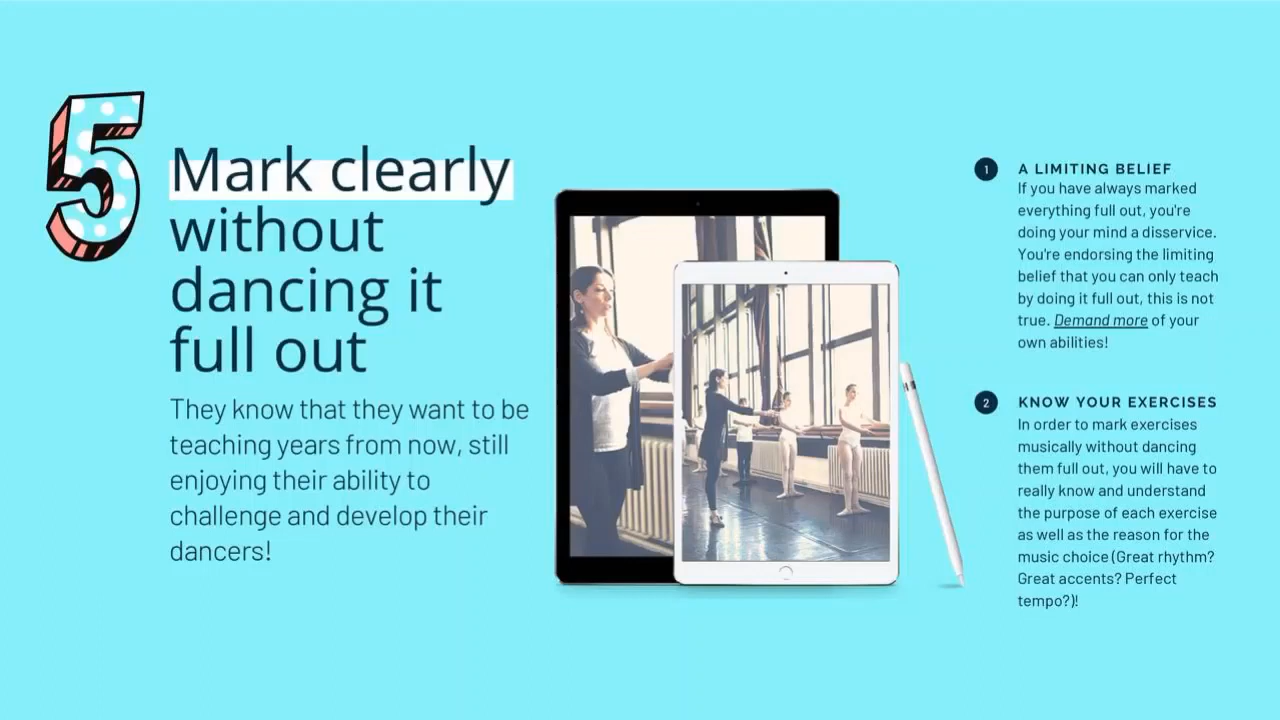 5
Mark clearly
without
dancing it
full out
They know that they want to be
teaching years from now, still
enjoying their ability to
challenge and develop their
dancers!
1
A LIMITING BELIEF
If you have always marked
everything full out, you're
doing your mind a disservice.
You're endorsing the limiting
belief that you can only teach
by doing it full out, this is not
true. Demand more of your
own abilities!
2
KNOW YOUR EXERCISES
In order to mark exercises
musically without dancing
them full out, you will have to
really know and understand
the purpose of each exercise
as well as the reason for the
music choice (Great rhythm?
Great accents? Perfect
tempo?)!